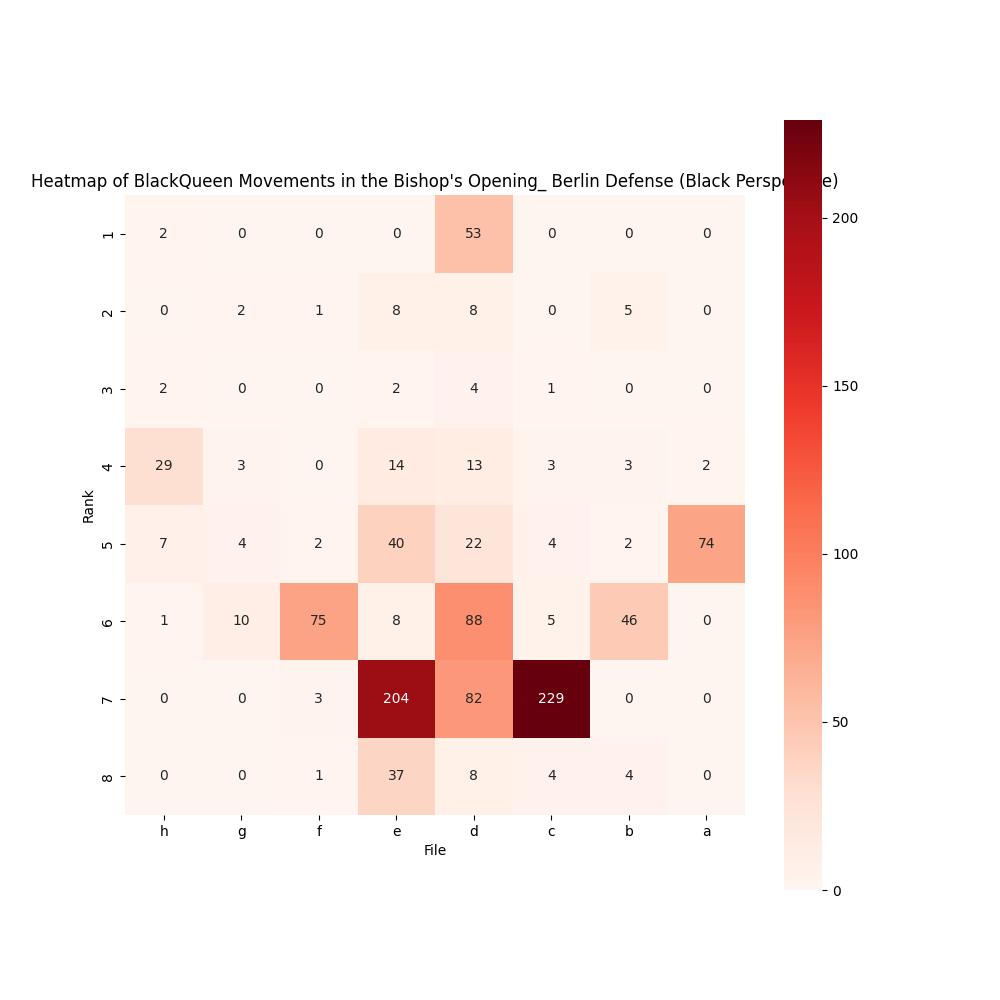 Heatmap of BlackQueen Movements in the Bishop's Opening_ Berlin Defense (Black Persp e)
200
150
100
50
0
Rank
1 2 0 0 0 53 0 0 0
2 0 2 1 8 8 0 5 0
3 2 0 0 2 4 1 0 0
4 29 3 0 14 13 3 3 2
5 7 4 2 40 22 4 2 74
6 1 10 75 8 88 5 46 0
7 0 0 3 204 82 229 0 0
8 0 0 1 37 8 4 4 0
h g f e d c b a
File